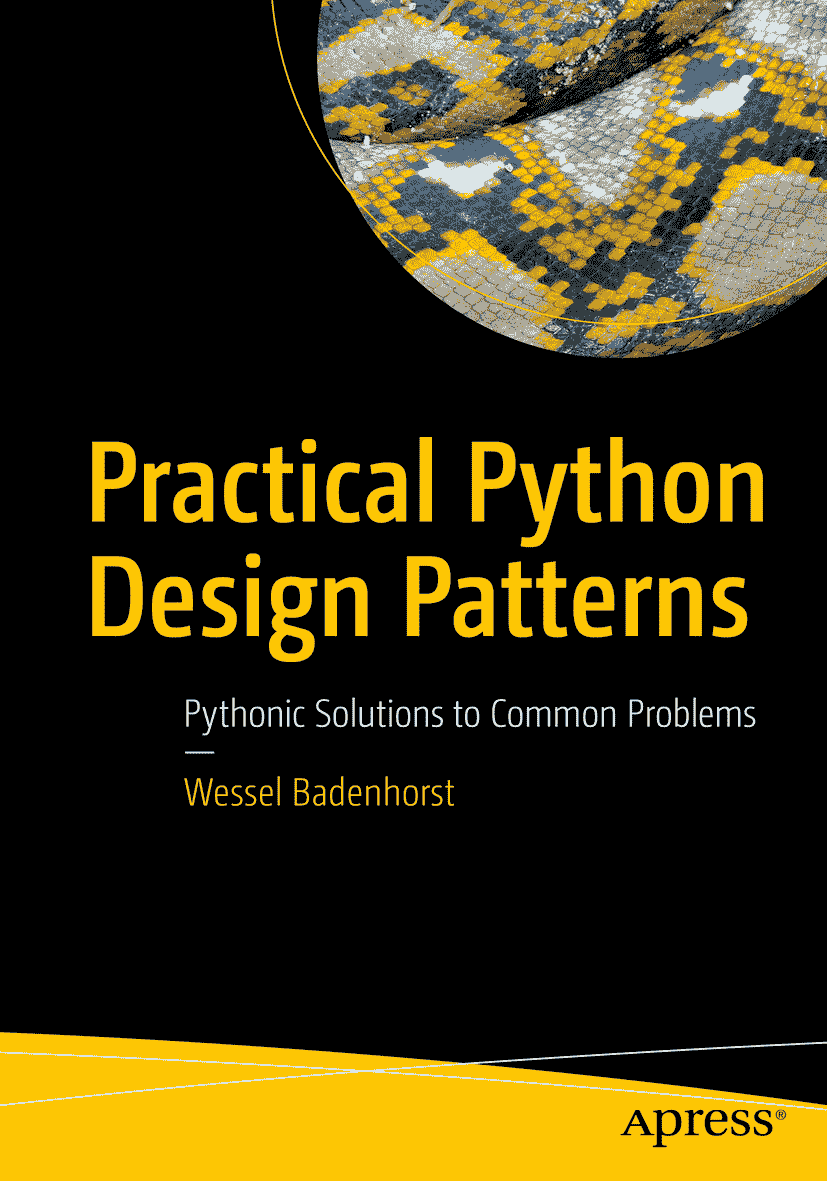 Practical Python
Design Patterns
Pythonic Solutions to Common Problems
Wessel Badenhorst
Apress®